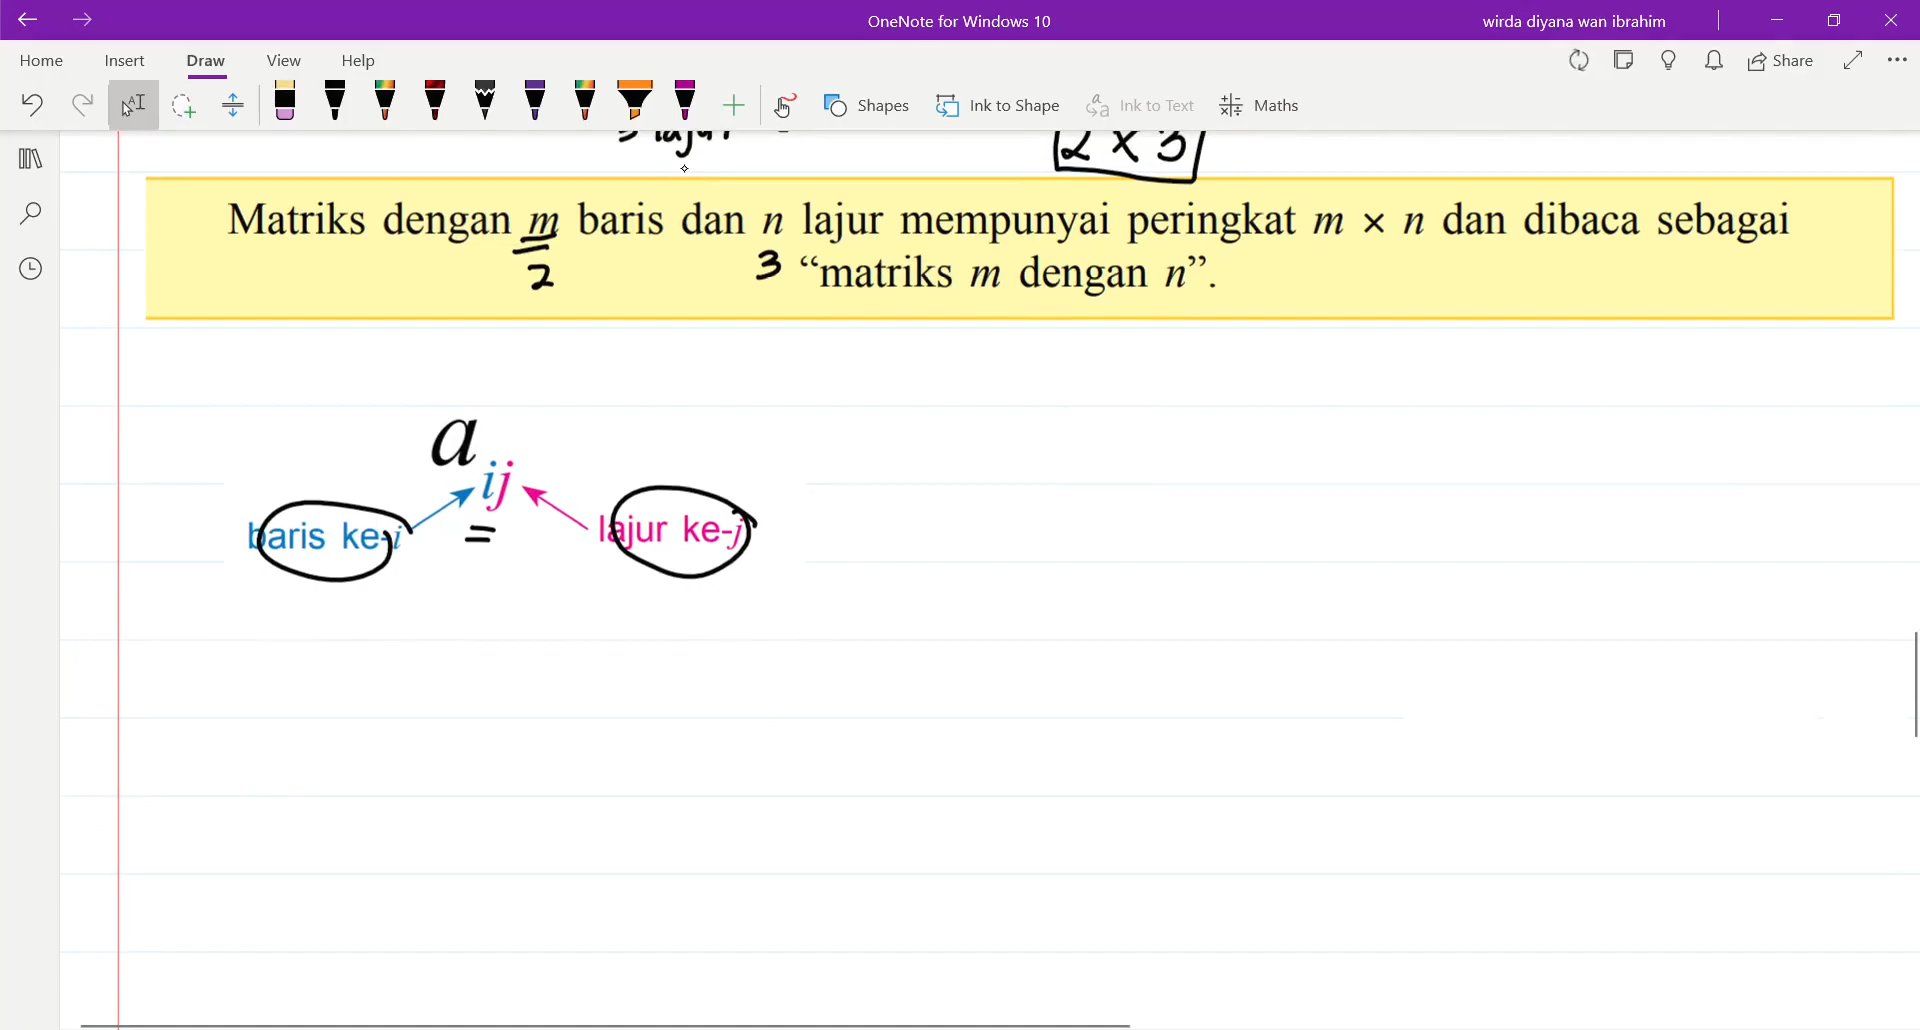 OneNote for Windows 10
wirda diyana wan ibrahim
Home Insert Draw View Help
Share
Shapes Ink to Shape Ink to Text Maths
3 lajur
2 × 3
Matriks dengan m baris dan n lajur mempunyai peringkat m × n dan dibaca sebagai
2 3 “matriks m dengan n”.
a
ij
baris ke-i = lajur ke-j